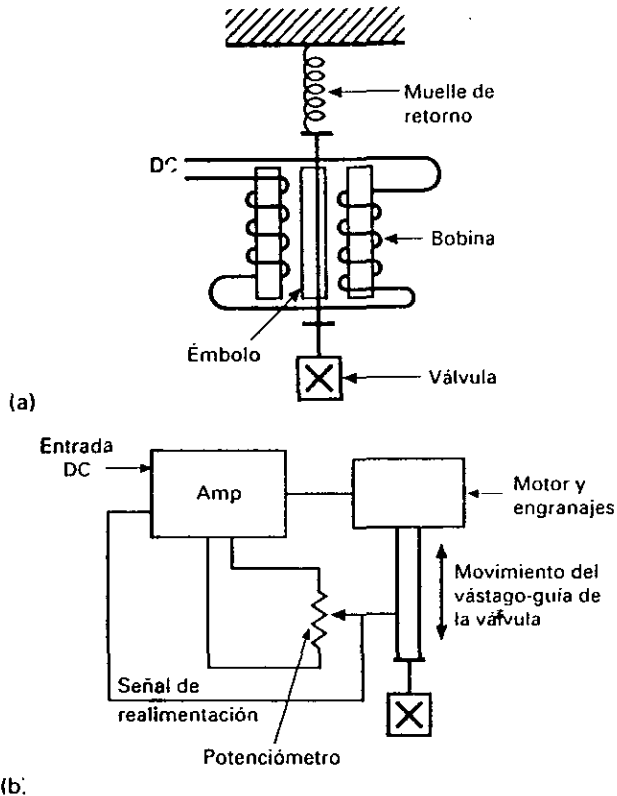 Muelle de
retorno
DC
Bobina
Émbolo
Válvula
(a)
Entrada
DC
Amp
Motor y
engranajes
Movimiento del
vástago-guía de
la válvula
Señal de
realimentación
Potenciómetro
(b)